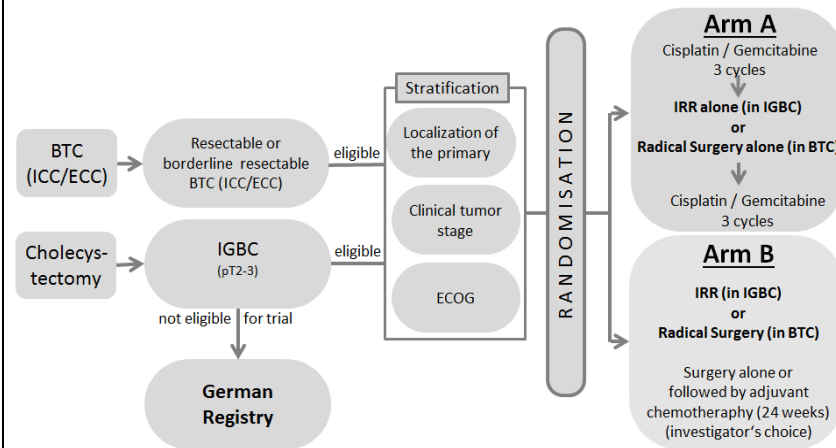 BTC
(ICC/ECC)
Resectable or
borderline resectable
BTC (ICC/ECC)
eligible
Cholecys-
tectomy
IGBC
(pT2-3)
eligible
not eligible for trial
German
Registry
Stratification
Localization of
the primary
Clinical tumor
stage
ECOG
RANDOMISATION
Arm A
Cisplatin / Gemcitabine
3 cycles
IRR alone (in IGBC)
or
Radical Surgery alone (in BTC)
Cisplatin / Gemcitabine
3 cycles
Arm B
IRR (in IGBC)
or
Radical Surgery (in BTC)
Surgery alone or
followed by adjuvant
chemotheraphy (24 weeks)
(investigator's choice)